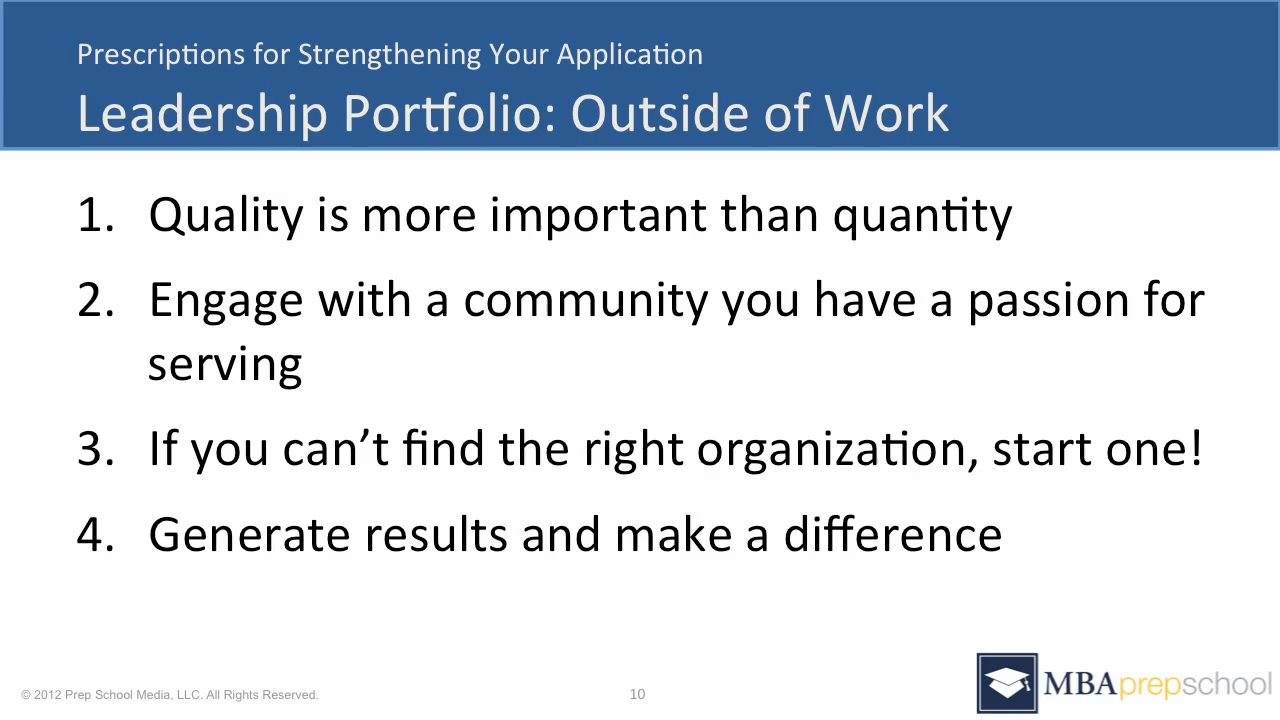 Prescriptions for Strengthening Your Application
Leadership Portfolio: Outside of Work
1. Quality is more important than quantity
2. Engage with a community you have a passion for
serving
3. If you can’t find the right organization, start one!
4. Generate results and make a difference
© 2012 Prep School Media, LLC. All Rights Reserved.
10
MBAprepschool